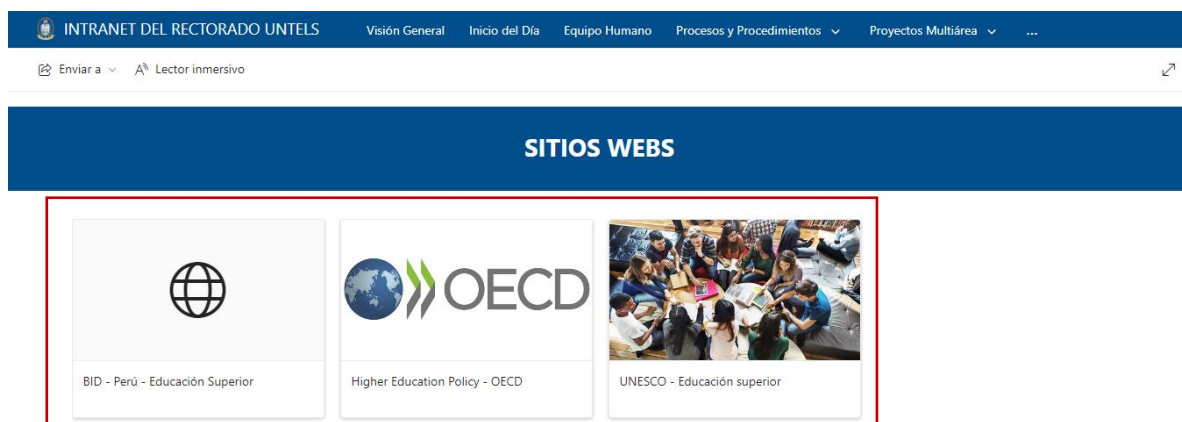 INTRANET DEL RECTORADO UNTELS Visión General Inicio del Día Equipo Humano Procesos y Procedimientos Proyectos Multiárea ...
Enviar a Lector inmersivo
SITIOS WEBS
OECD
BID - Perú - Educación Superior Higher Education Policy - OECD UNESCO - Educación superior